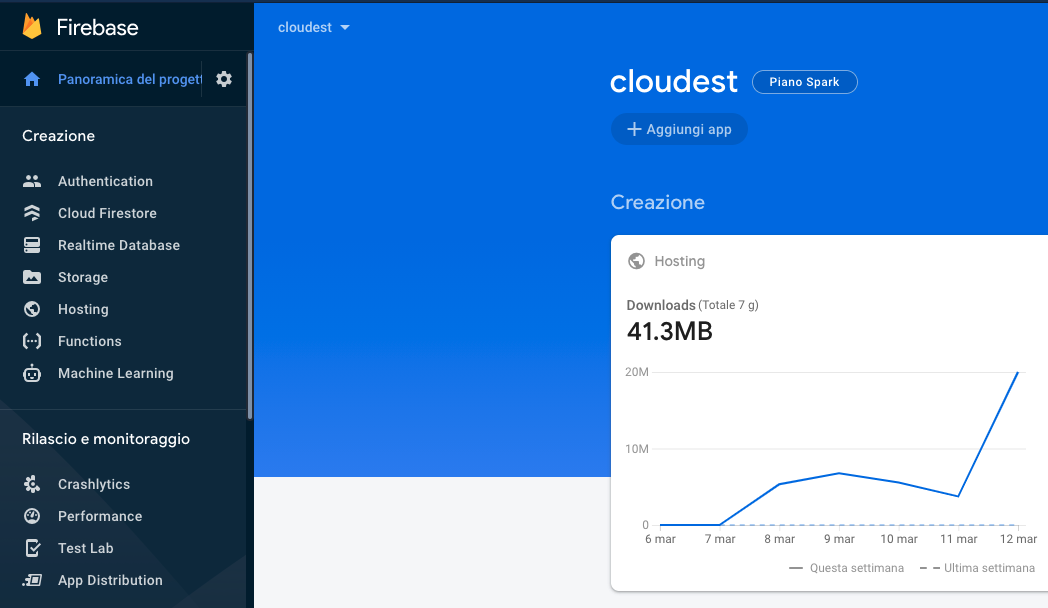 Firebase
Panoramica del proget
Creazione
Authentication
Cloud Firestore
Realtime Database
Storage
Hosting
Functions
Machine Learning
Rilascio e monitoraggio
Crashlytics
Performance
Test Lab
App Distribution
cloudest
cloudest Piano Spark
Aggiungi app
Creazione
Hosting
Downloads (Totale 7 g)
41.3MB
20M
10M
0
6 mar 7 mar 8 mar 9 mar 10 mar 11 mar 12 mar
Questa settimana Ultima settimana